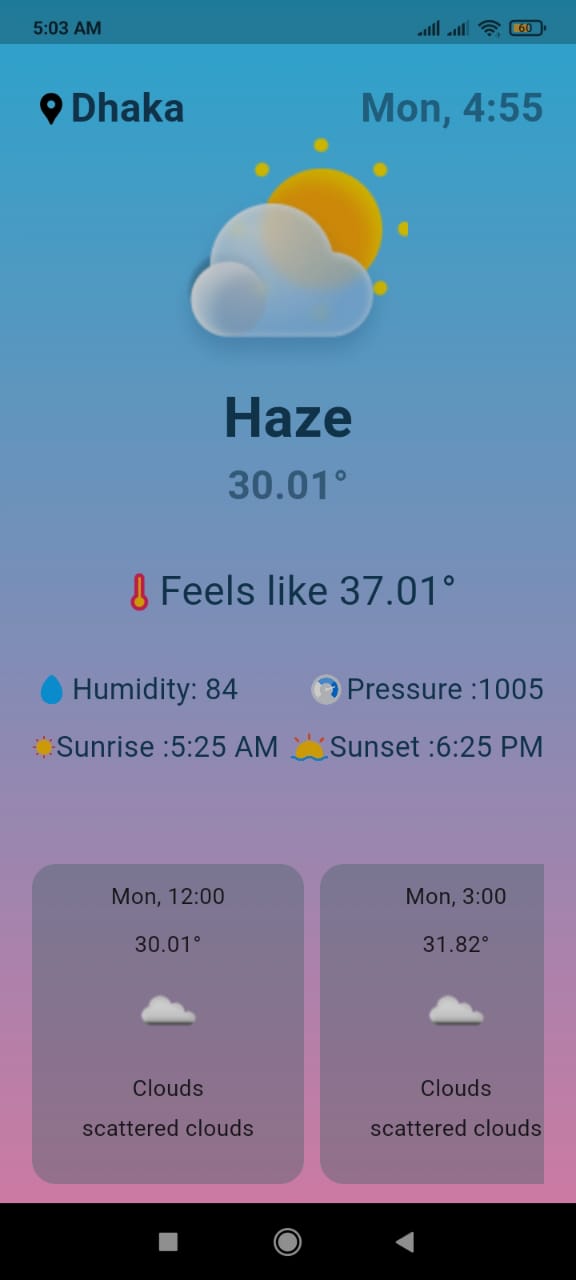 5:03 AM
60
Dhaka
Mon, 4:55
Haze
30.01°
Feels like 37.01°
Humidity: 84
Pressure :1005
Sunrise :5:25 AM
Sunset :6:25 PM
Mon, 12:00
30.01°
Clouds
scattered clouds
Mon, 3:00
31.82°
Clouds
scattered clouds